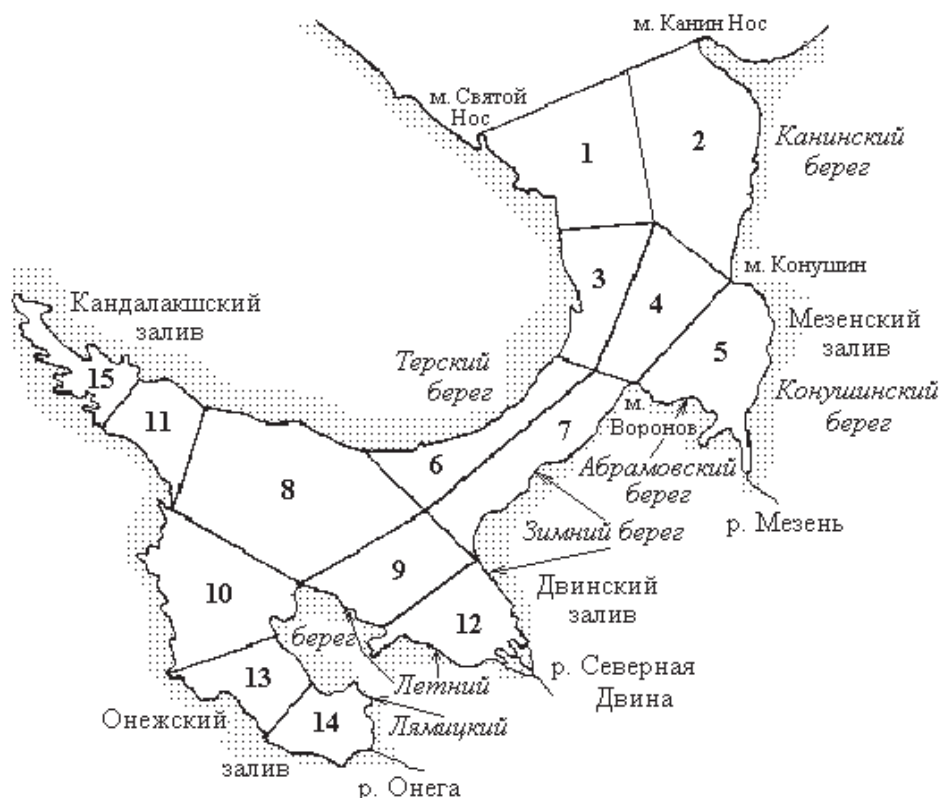 м. Канин Нос
м. Святой
Нос
1
2
Канинский
берег
3
4
м. Конушин
Кандалакшский
залив
5
Мезенский
залив
15
Терский
берег
Конушинский
берег
11
м.
Воронов
7
6
Абрамовский
берег
8
р. Мезень
Зимний берег
9
Двинский
залив
10
12
берег
р. Северная
Двина
13
Летний
Онежский
залив
14
Лямицкий
р. Онега